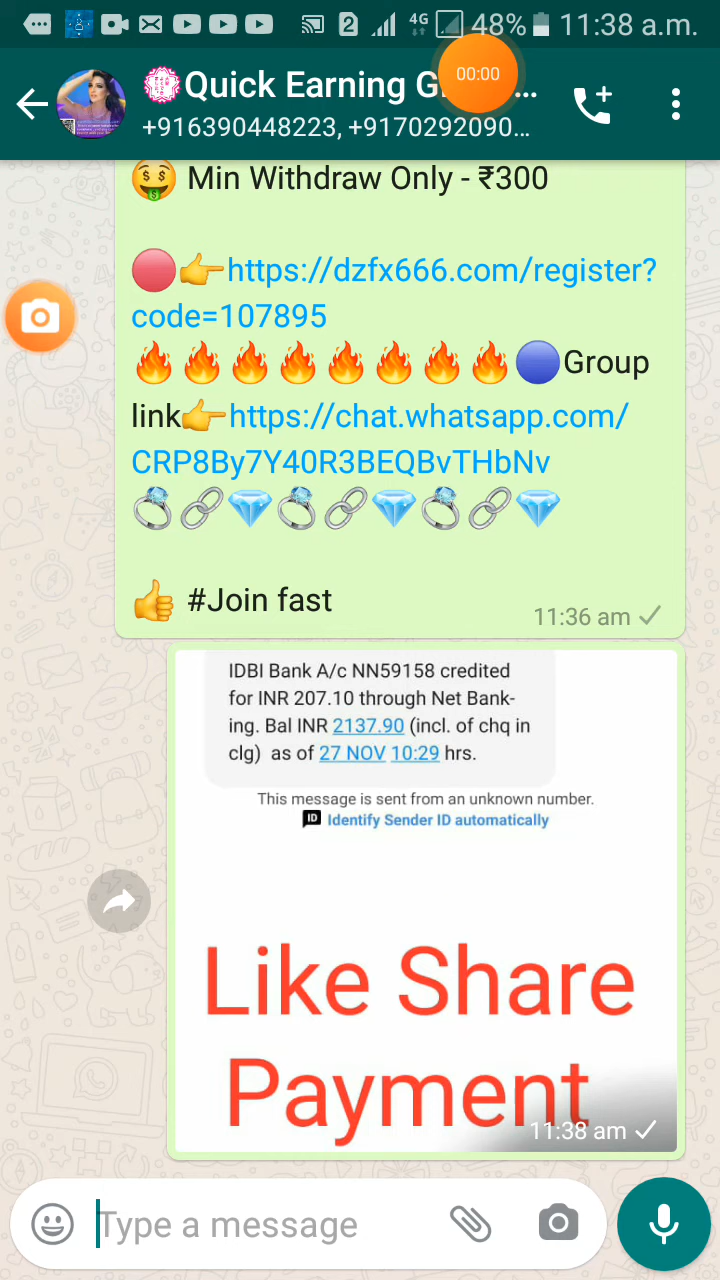 2 4G 48% 11:38 a.m.
Quick Earning G...
00:00
+916390448223, +9170292090...
Min Withdraw Only - ₹300
https://dzfx666.com/register?
code=107895
Group
link https://chat.whatsapp.com/
CRP8By7Y40R3BEQBvTHbNv
#Join fast
11:36 am
IDBI Bank A/c NN59158 credited
for INR 207.10 through Net Bank-
ing. Bal INR 2137.90 (incl. of chq in
clg) as of 27 NOV 10:29 hrs.
This message is sent from an unknown number.
ID Identify Sender ID automatically
Like Share
Payment
11:38 am
Type a message